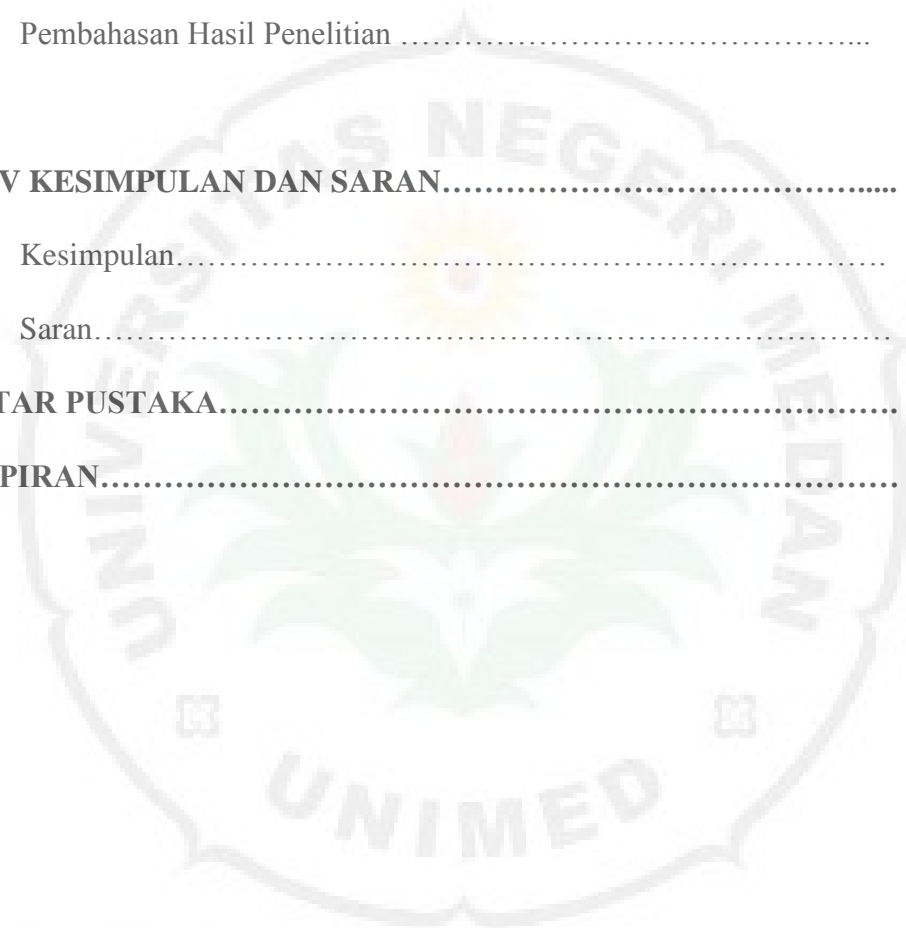 Pembahasan Hasil Penelitian ……………………………………...
V KESIMPULAN DAN SARAN…………………………………......
Kesimpulan………………………………………………………….
Saran………………………………………………………………….
TAR PUSTAKA……………………………………………………….
PIRAN…………………………………………………………………
UNIVERSITAS NEGERI MEDAN
UNIMED